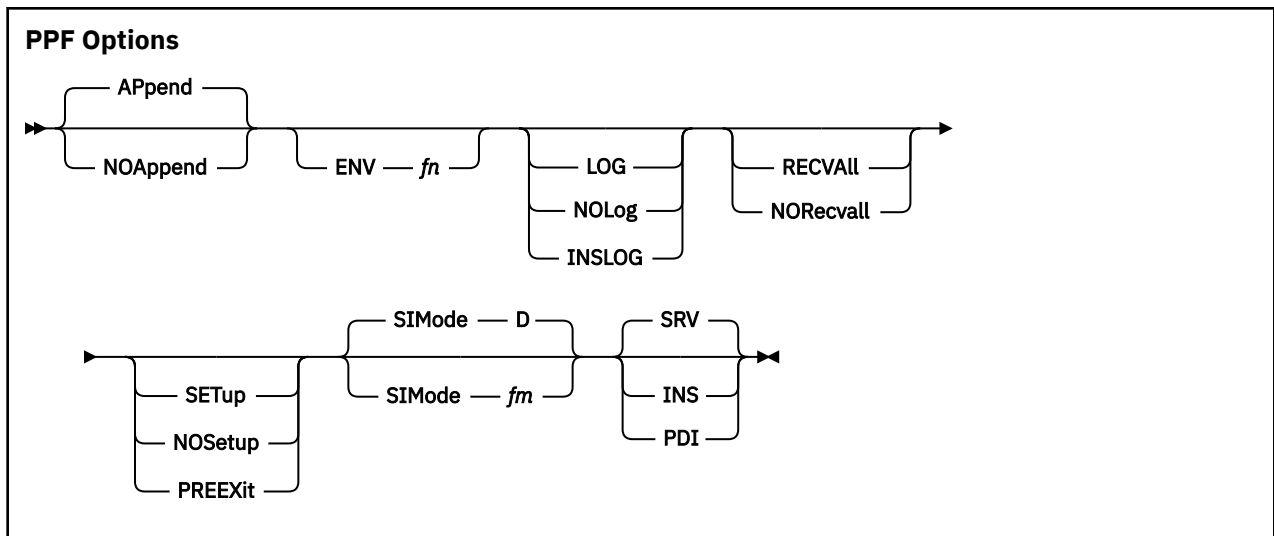 PPF Options
APpend
NOAppend
ENV fn
LOG
NOLog
INSLOG
RECVAll
NORecvall
SETup
NOSetup
PREEXit
SIMode D
SIMode fm
SRV
INS
PDI